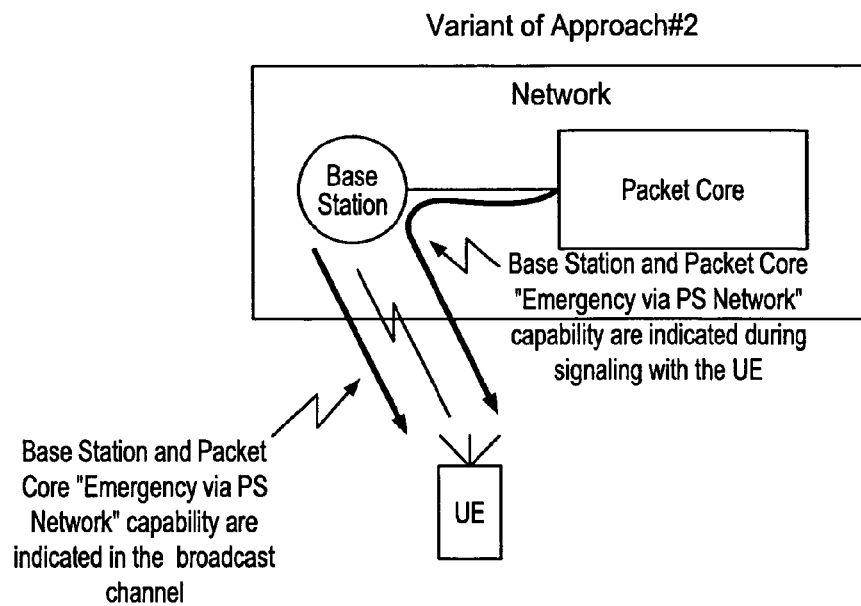 Variant of Approach#2
Network
Base
Station
Packet Core
Base Station and Packet Core
"Emergency via PS Network"
capability are indicated during
signaling with the UE
Base Station and Packet
Core "Emergency via PS
Network" capability are
indicated in the broadcast
channel
UE